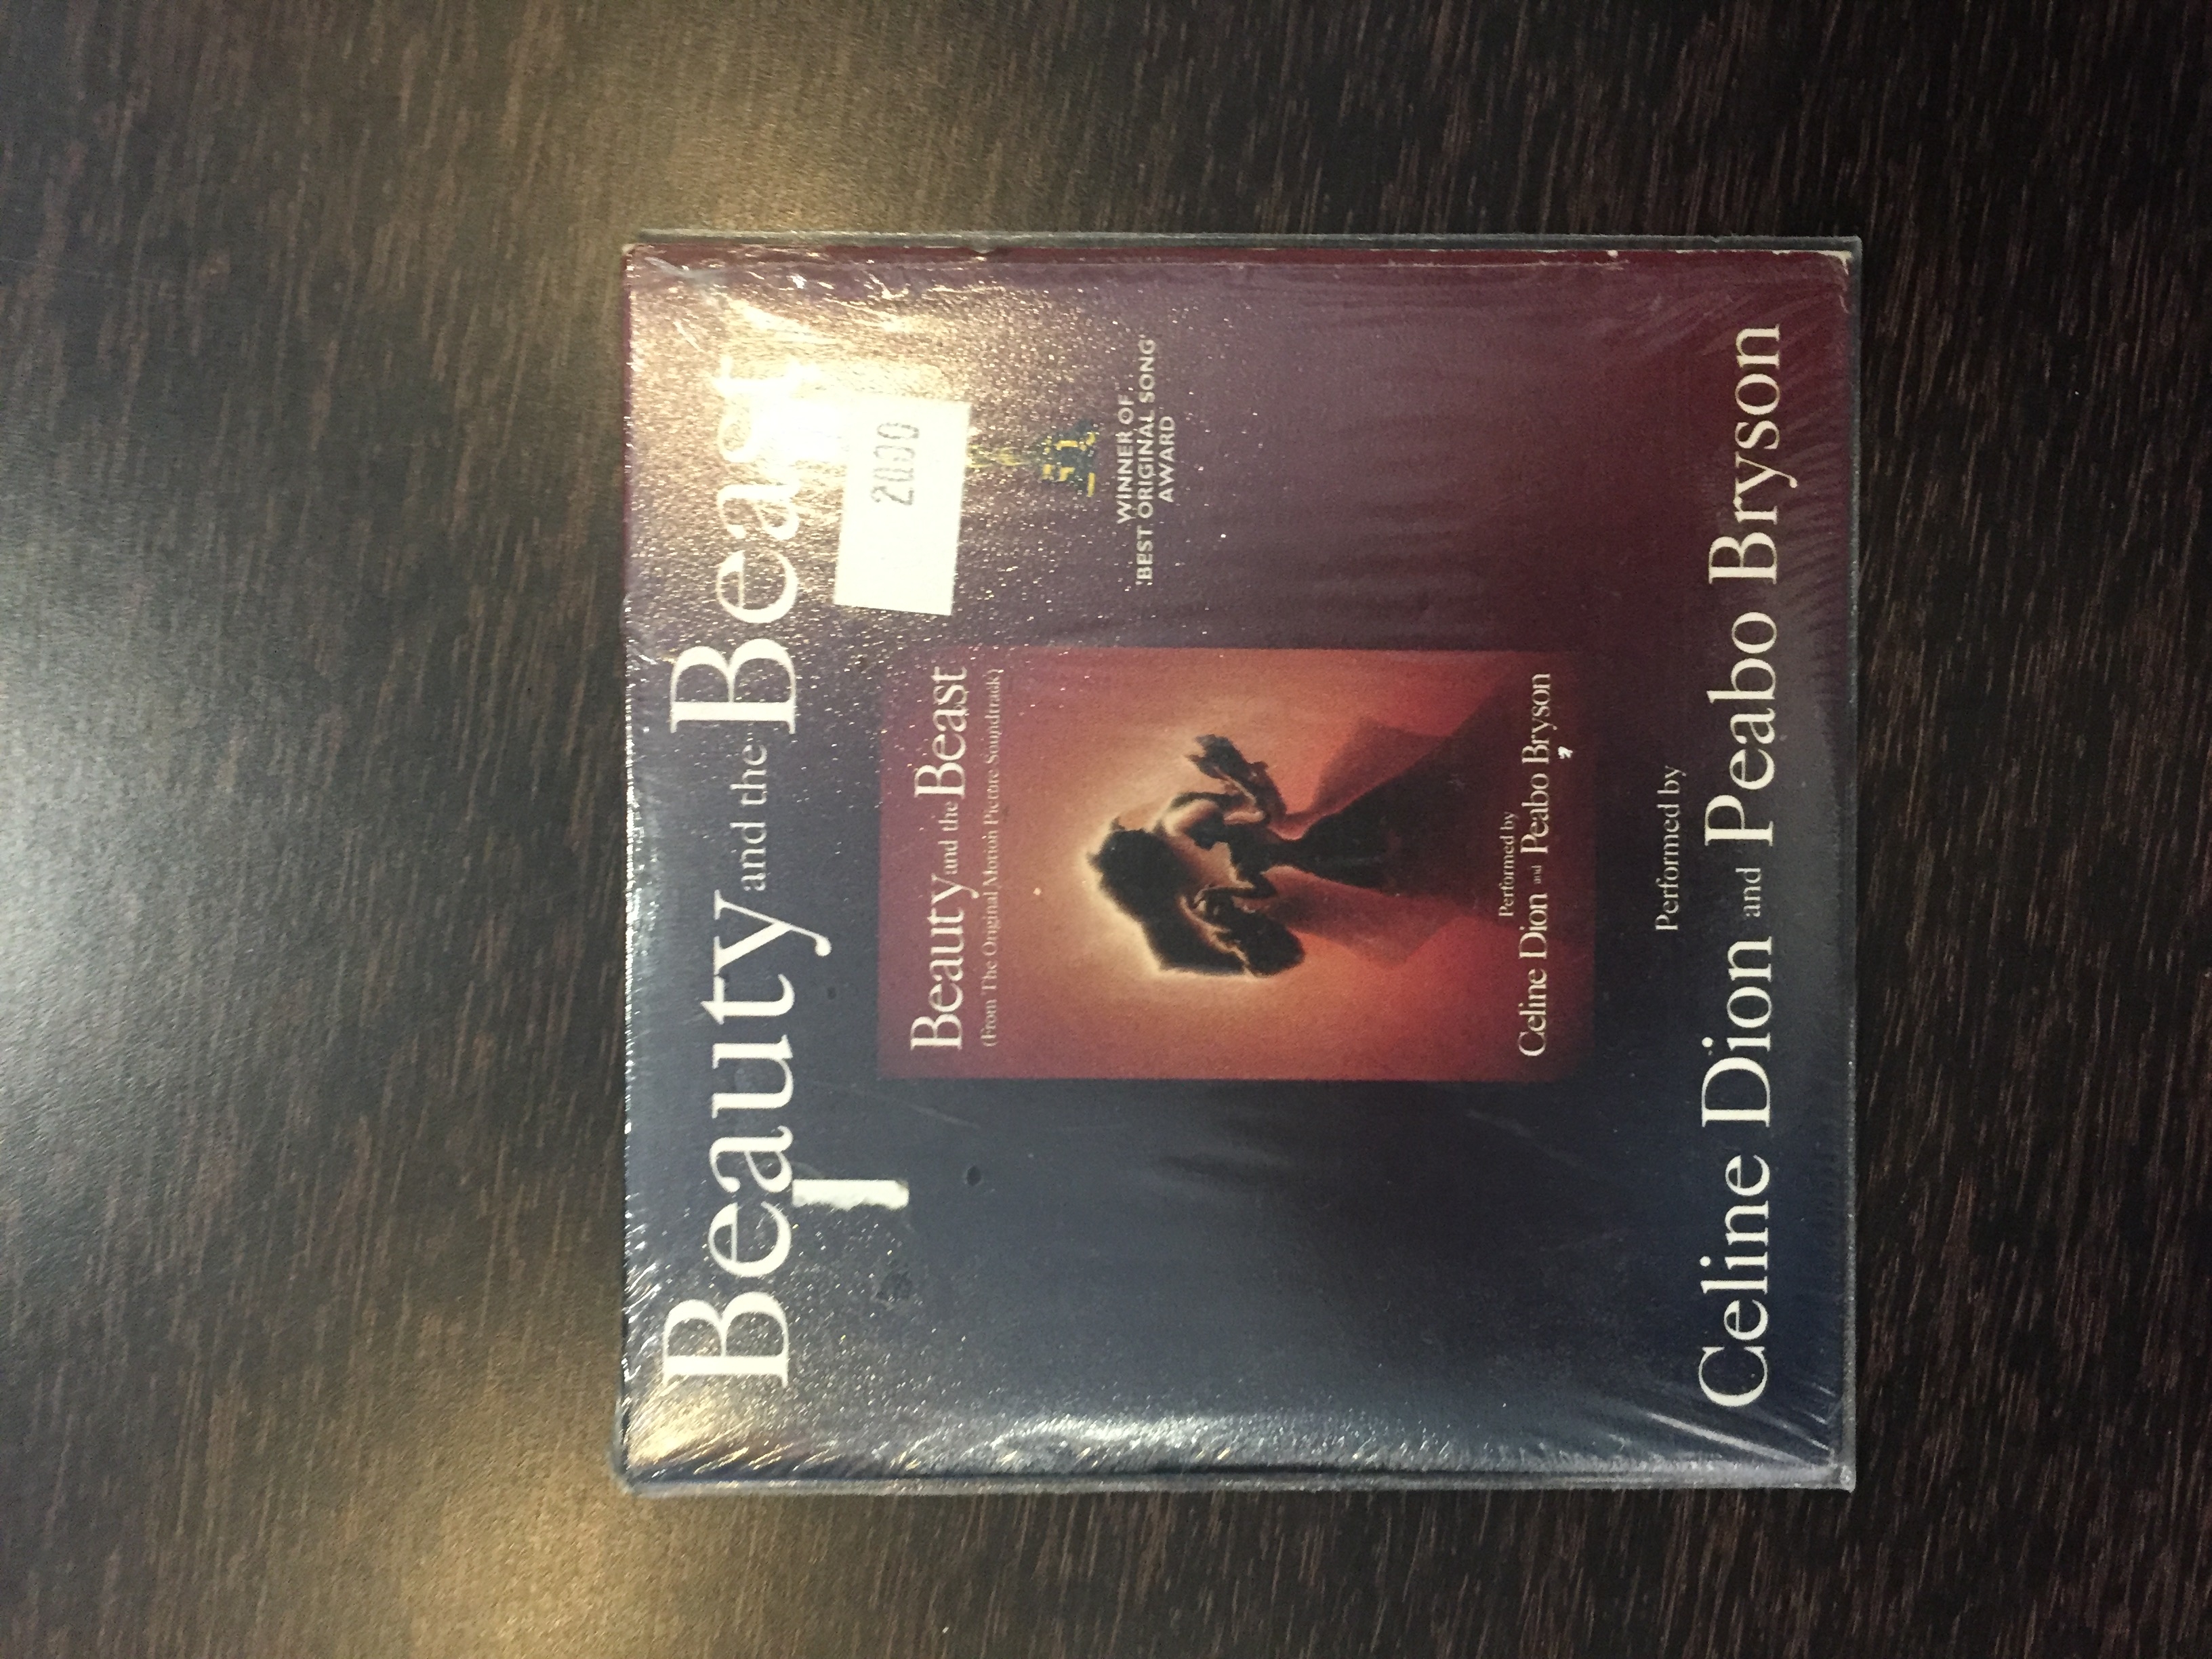 Beauty and the Beast
2000
WINNER OF
'BEST ORIGINAL SONG'
AWARD
Beauty and the Beast
(From The Original Motion Picture Soundtrack)
Performed by
Celine Dion and Peabo Bryson
Performed by
Celine Dion and Peabo Bryson